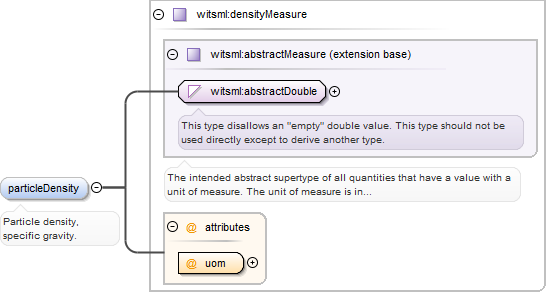 witsml:densityMeasure
witsml:abstractMeasure (extension base)
witsml:abstractDouble
This type disallows an "empty" double value. This type should not be
used directly except to derive another type.
The intended abstract supertype of all quantities that have a value with a
unit of measure. The unit of measure is in...
particleDensity
Particle density,
specific gravity.
@ attributes
@ uom